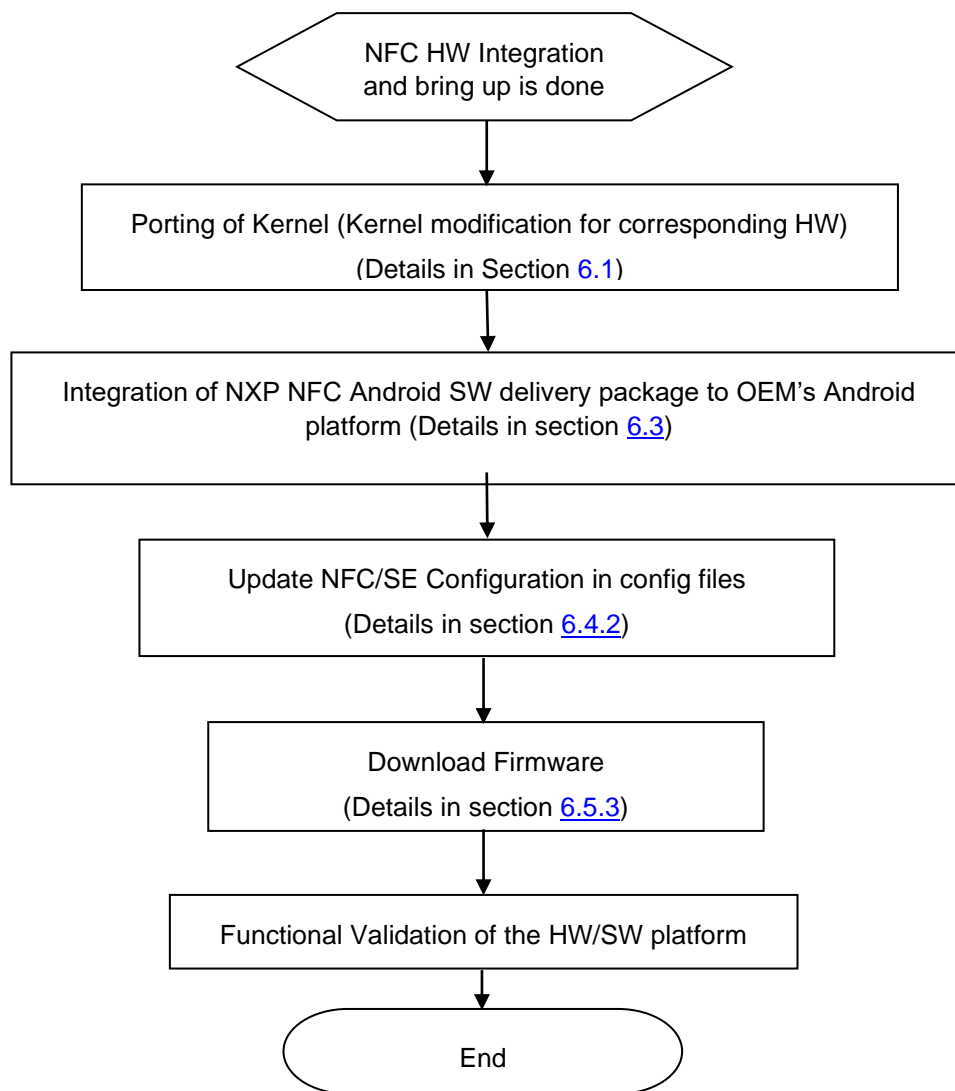 NFC HW Integration
and bring up is done
Porting of Kernel (Kernel modification for corresponding HW)
(Details in Section 6.1)
Integration of NXP NFC Android SW delivery package to OEM’s Android
platform (Details in section 6.3)
Update NFC/SE Configuration in config files
(Details in section 6.4.2)
Download Firmware
(Details in section 6.5.3)
Functional Validation of the HW/SW platform
End